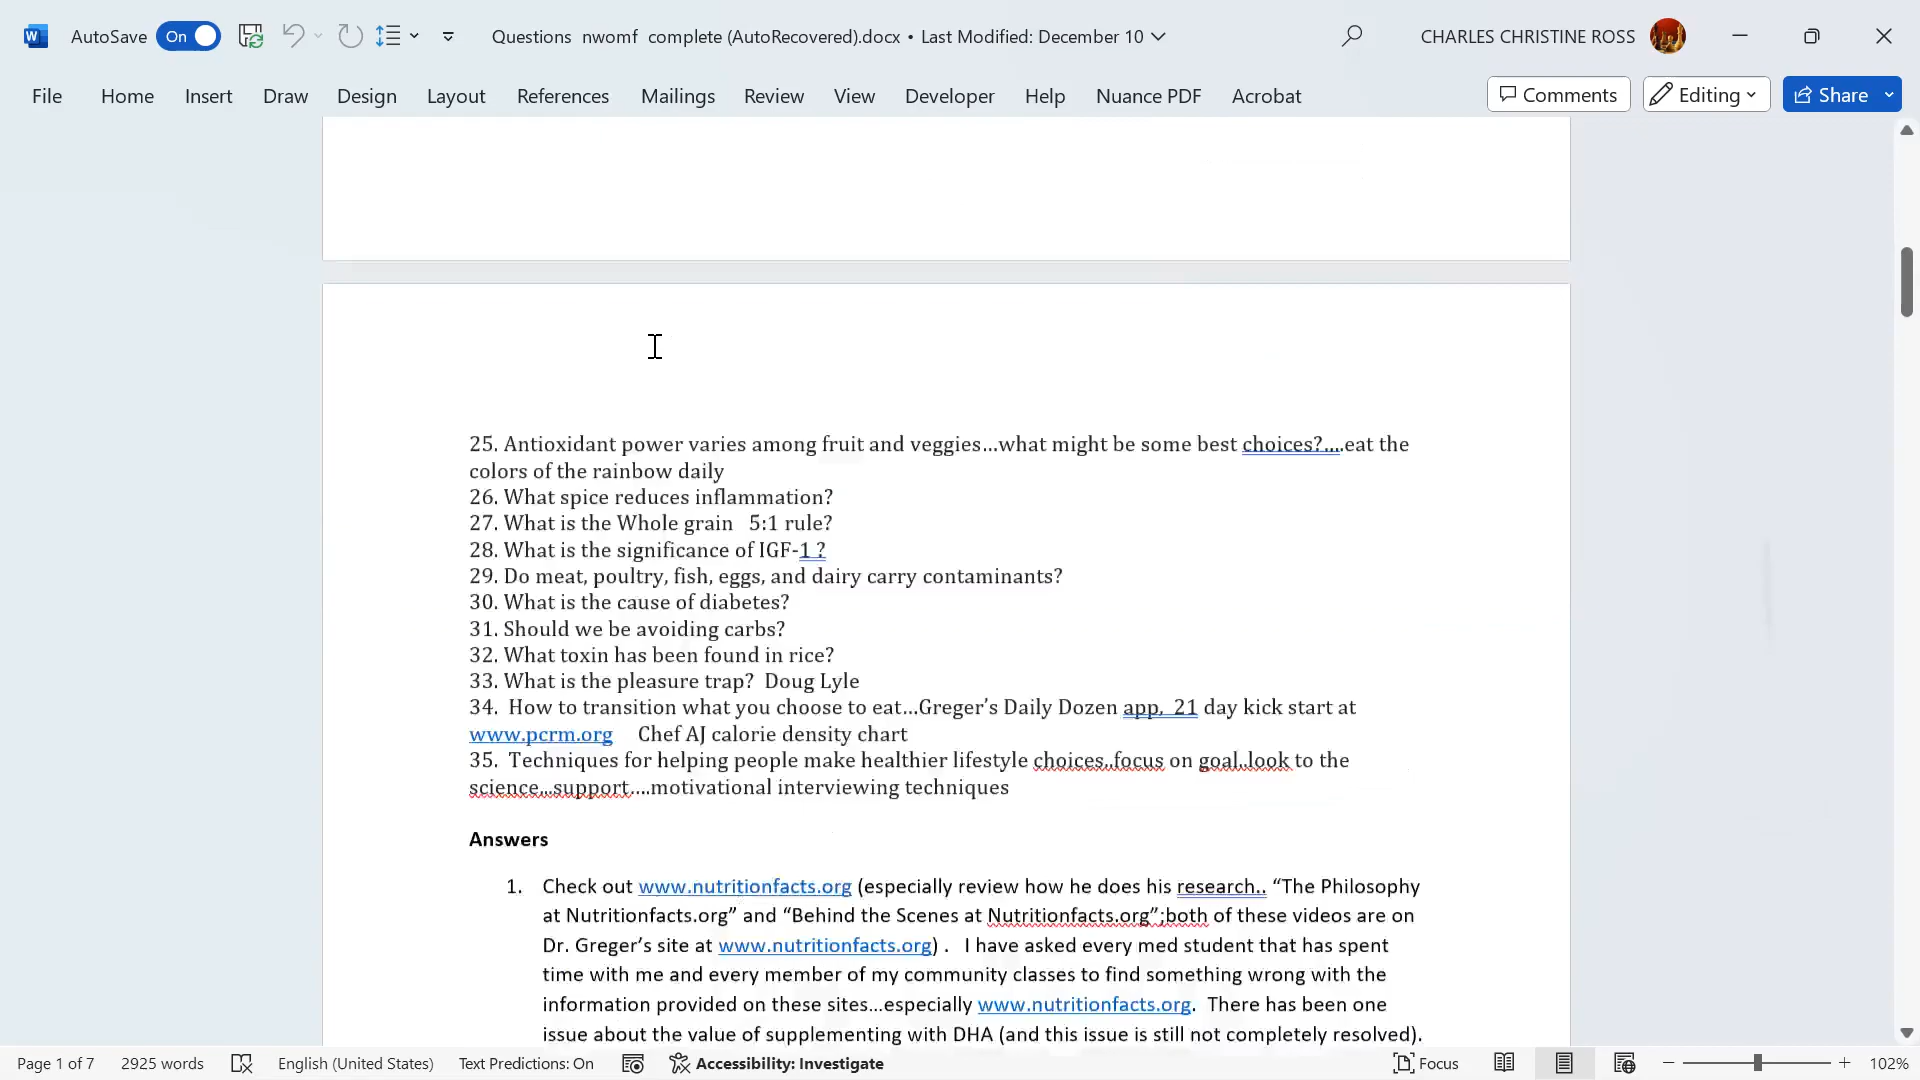 AutoSave On Questions nwomf complete (AutoRecovered).docx • Last Modified: December 10 CHARLES CHRISTINE ROSS
File Home Insert Draw Design Layout References Mailings Review View Developer Help Nuance PDF Acrobat Comments Editing Share
25. Antioxidant power varies among fruit and veggies…what might be some best choices?….eat the
colors of the rainbow daily
26. What spice reduces inflammation?
27. What is the Whole grain 5:1 rule?
28. What is the significance of IGF-1 ?
29. Do meat, poultry, fish, eggs, and dairy carry contaminants?
30. What is the cause of diabetes?
31. Should we be avoiding carbs?
32. What toxin has been found in rice?
33. What is the pleasure trap? Doug Lyle
34. How to transition what you choose to eat…Greger’s Daily Dozen app, 21 day kick start at
www.pcrm.org Chef AJ calorie density chart
35. Techniques for helping people make healthier lifestyle choices..focus on goal..look to the
science…support….motivational interviewing techniques
Answers
1. Check out www.nutritionfacts.org (especially review how he does his research.. “The Philosophy
at Nutritionfacts.org” and “Behind the Scenes at Nutritionfacts.org”;both of these videos are on
Dr. Greger’s site at www.nutritionfacts.org) . I have asked every med student that has spent
time with me and every member of my community classes to find something wrong with the
information provided on these sites…especially www.nutritionfacts.org. There has been one
issue about the value of supplementing with DHA (and this issue is still not completely resolved).
Page 1 of 7 2925 words English (United States) Text Predictions: On Accessibility: Investigate Focus 102%